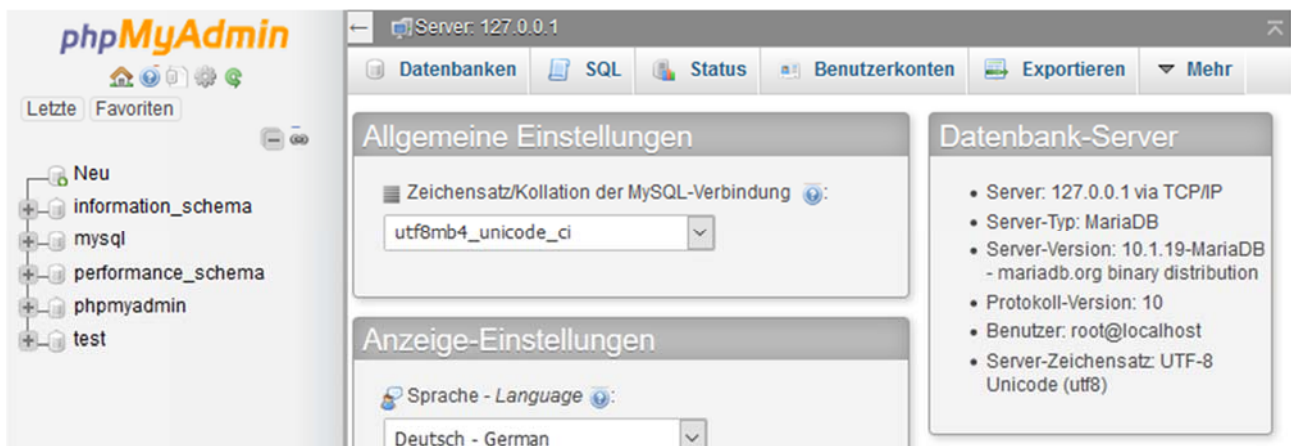 phpMyAdmin
Letzte Favoriten
Neu
information_schema
mysql
performance_schema
phpmyadmin
test
Server: 127.0.0.1
Datenbanken SQL Status Benutzerkonten Exportieren Mehr
Allgemeine Einstellungen
Zeichensatz/Kollation der MySQL-Verbindung :
utf8mb4_unicode_ci
Anzeige-Einstellungen
Sprache - Language :
Deutsch - German
Datenbank-Server
• Server: 127.0.0.1 via TCP/IP
• Server-Typ: MariaDB
• Server-Version: 10.1.19-MariaDB
- mariadb.org binary distribution
• Protokoll-Version: 10
• Benutzer: root@localhost
• Server-Zeichensatz: UTF-8
Unicode (utf8)